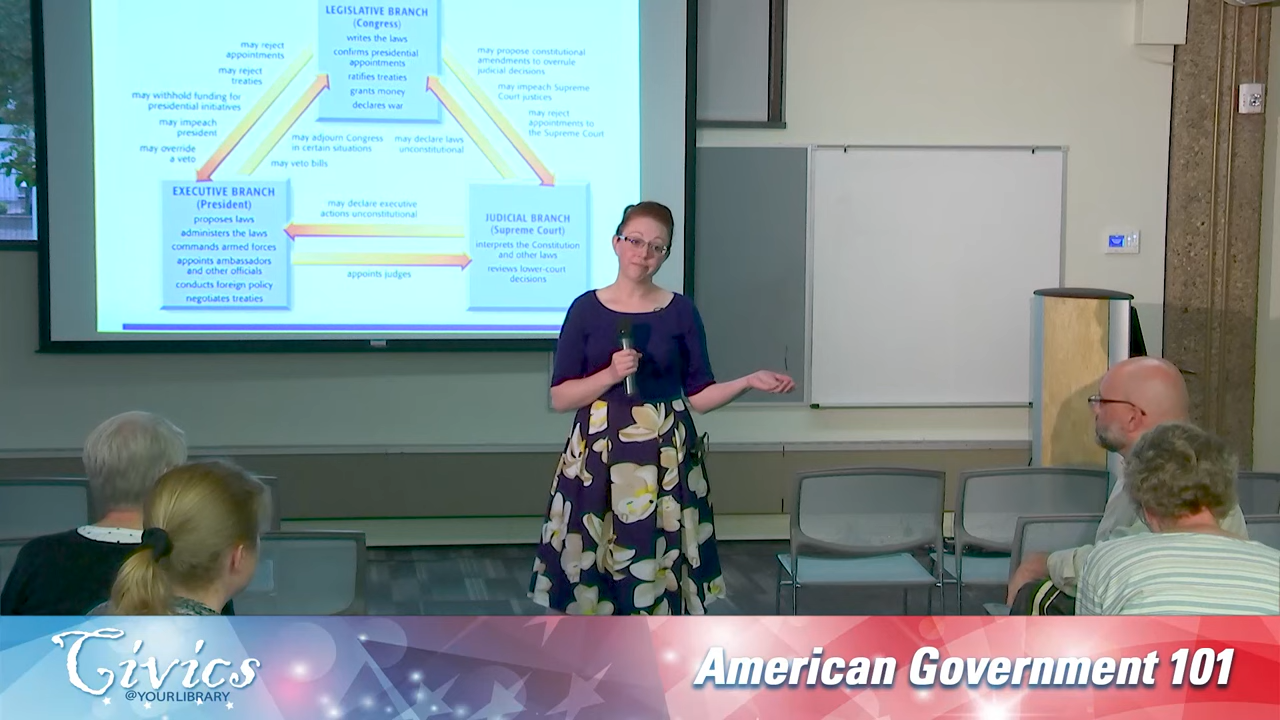 LEGISLATIVE BRANCH
(Congress)
writes the laws
confirms presidential
appointments
ratifies treaties
grants money
declares war
may reject
appointments
may reject
treaties
may withhold funding for
presidential initiatives
may impeach
president
may override
a veto
may adjourn Congress
in certain situations
may veto bills
may declare laws
unconstitutional
may propose constitutional
amendments to overrule
judicial decisions
may impeach Supreme
Court justices
may reject
appointments to
the Supreme Court
EXECUTIVE BRANCH
(President)
proposes laws
administers the laws
commands armed forces
appoints ambassadors
and other officials
conducts foreign policy
negotiates treaties
may declare executive
actions unconstitutional
appoints judges
JUDICIAL BRANCH
(Supreme Court)
interprets the Constitution
and other laws
reviews lower-court
decisions
Civics
@YOURLIBRARY
American Government 101